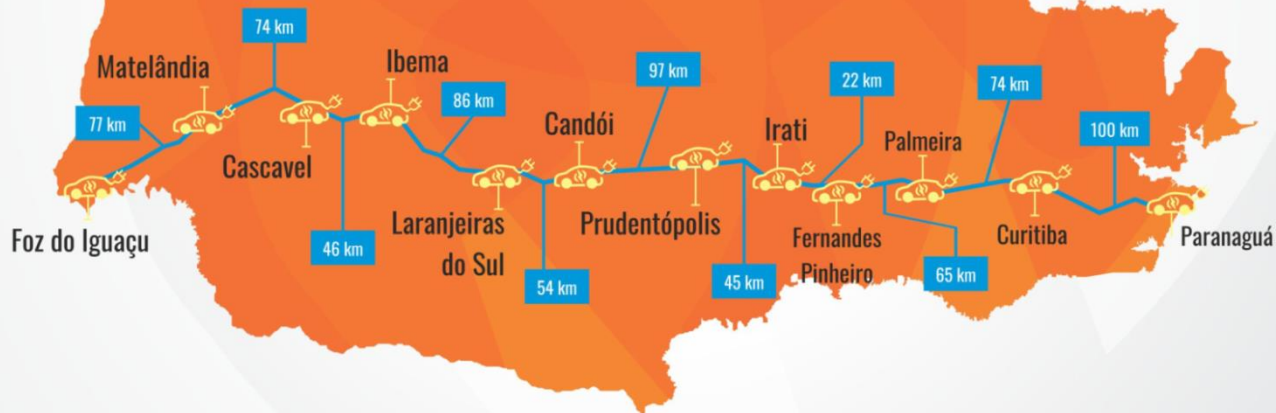 74 km
Matelândia
Ibema
97 km
22 km
74 km
77 km
86 km
Candói
Irati
Palmeira
100 km
Cascavel
Foz do Iguaçu
46 km
Laranjeiras
do Sul
54 km
Prudentópolis
45 km
Fernandes
Pinheiro
65 km
Curitiba
Paranaguá